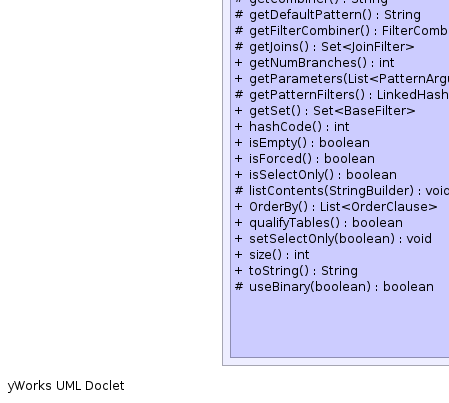 # getCombiner() : String
# getDefaultPattern() : String
# getFilterCombiner() : FilterComb
# getJoins() : Set<JoinFilter>
+ getNumBranches() : int
+ getParameters(List<PatternArgu
# getPatternFilters() : LinkedHash
+ getSet() : Set<BaseFilter>
+ hashCode() : int
+ isEmpty() : boolean
+ isForced() : boolean
+ isSelectOnly() : boolean
# listContents(StringBuilder) : void
+ OrderBy() : List<OrderClause>
+ qualifyTables() : boolean
+ setSelectOnly(boolean) : void
+ size() : int
+ toString() : String
# useBinary(boolean) : boolean
yWorks UML Doclet